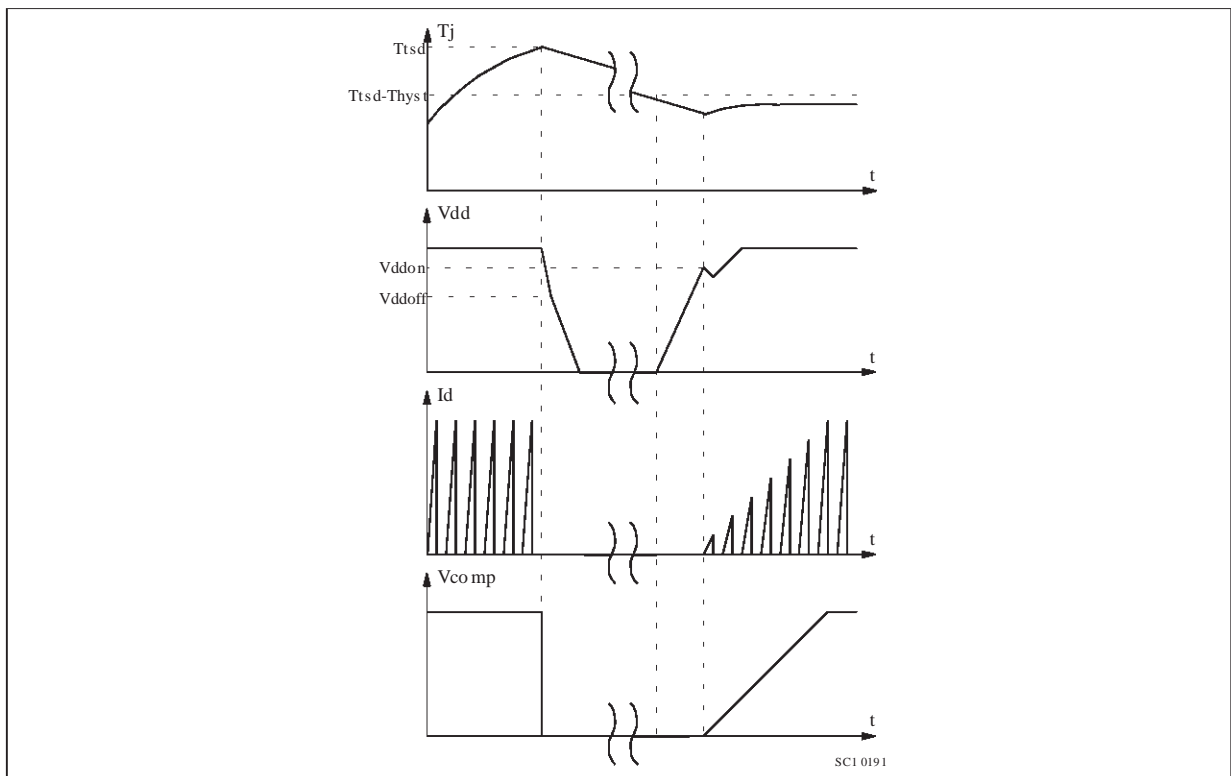 Tj
Ttsd
Ttsd-Thyst
t
Vdd
Vddon
Vddoff
t
Id
t
Vcomp
t
SC10191